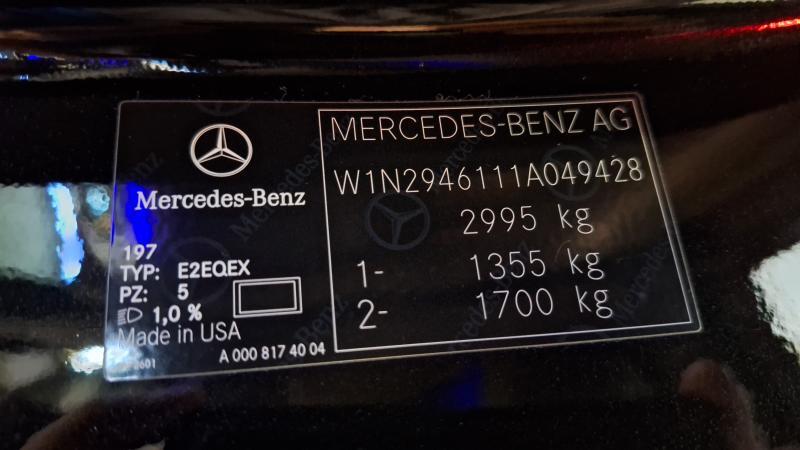 Mercedes-Benz
197
TYP: E2EQEX
PZ: 5
1,0 %
Made in USA
A 000 817 40 04
MERCEDES-BENZ AG
W1N2946111A049428
2995 kg
1- 1355 kg
2- 1700 kg